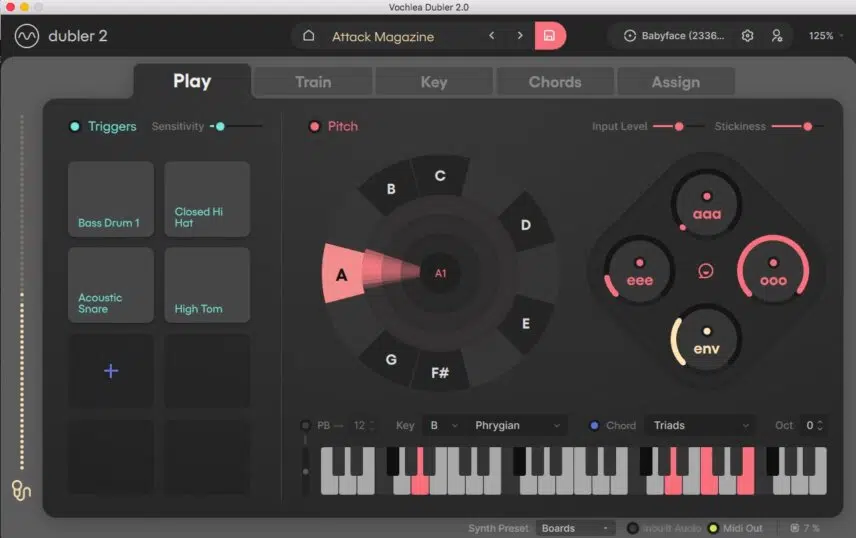 Vochlea Dubler 2.0
dubler 2
Attack Magazine
Babyface (2336...
125%
Play
Train
Key
Chords
Assign
Triggers
Sensitivity
Pitch
Input Level
Stickiness
Bass Drum 1
Closed Hi
Hat
Acoustic
Snare
High Tom
+
B
C
D
A
A1
E
G
F#
aaa
eee
ooo
env
PB
12
Key
B
Phrygian
Chord
Triads
Oct
0
Synth Preset
Boards
Inbuilt Audio
Midi Out
7 %